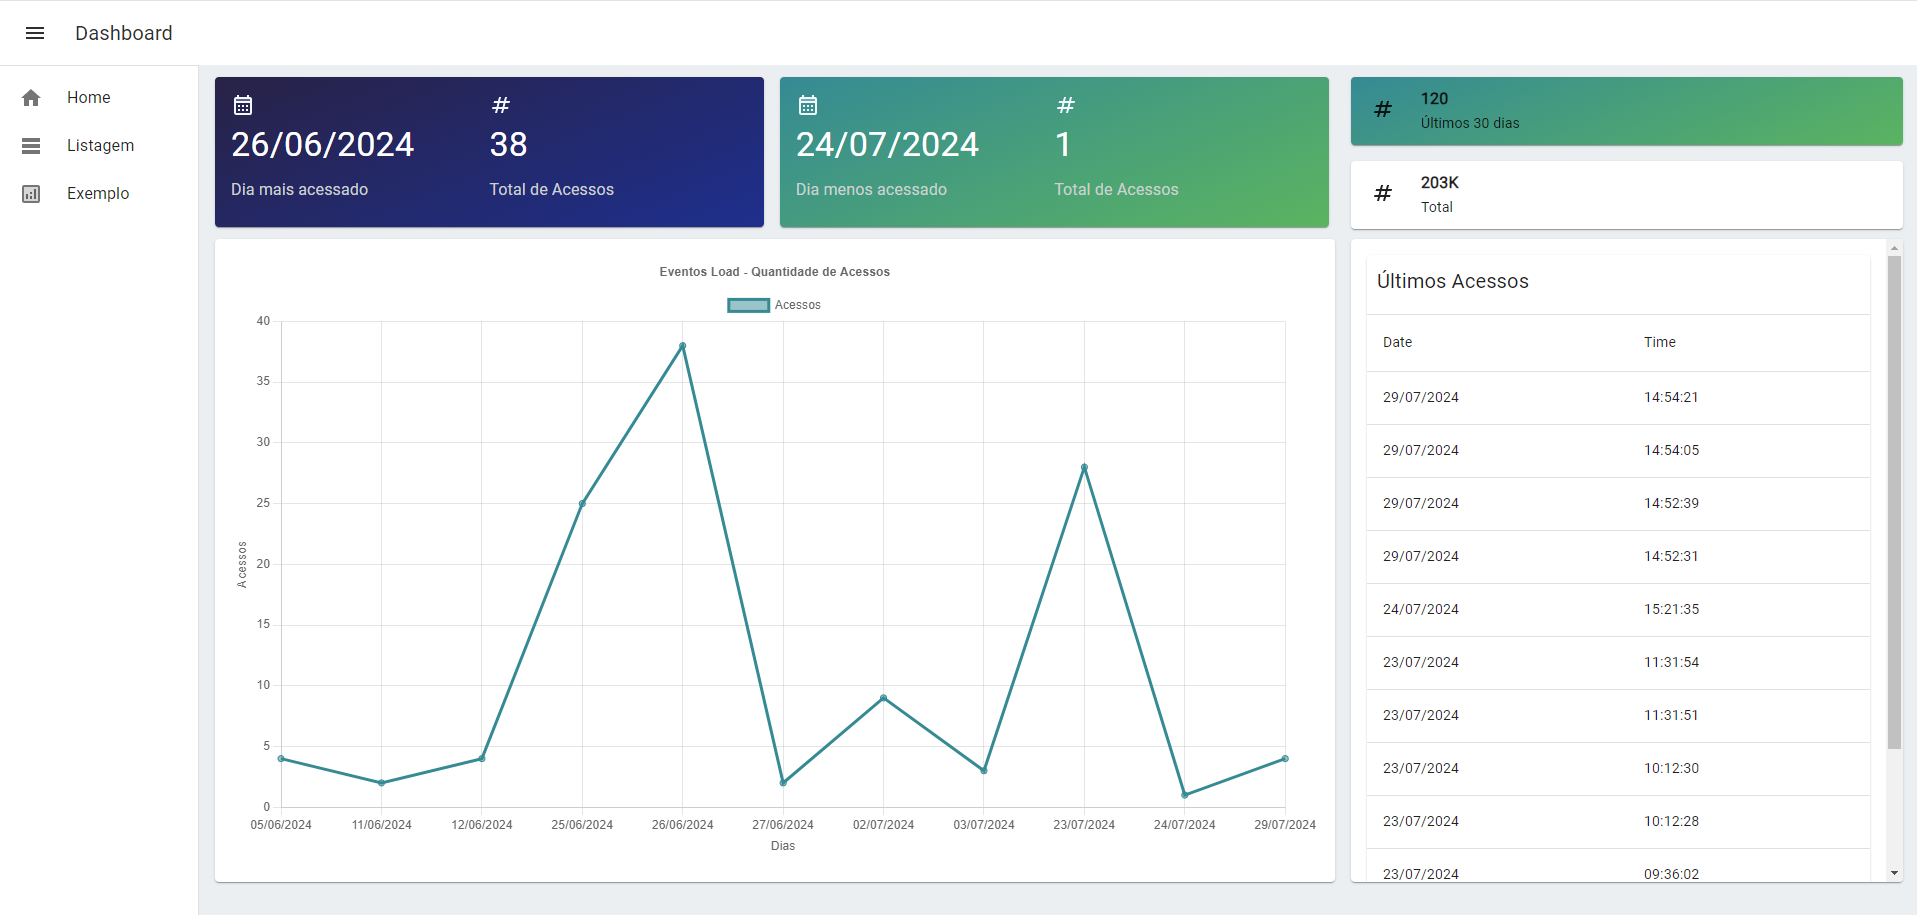 Dashboard
Home
Listagem
Exemplo
26/06/2024
Dia mais acessado
38
Total de Acessos
24/07/2024
Dia menos acessado
1
Total de Acessos
120
Últimos 30 dias
203K
Total
Eventos Load - Quantidade de Acessos
Acessos
Acessos
40
35
30
25
20
15
10
5
0
05/06/2024 11/06/2024 12/06/2024 25/06/2024 26/06/2024 27/06/2024 02/07/2024 03/07/2024 23/07/2024 24/07/2024 29/07/2024
Dias
Últimos Acessos
Date Time
29/07/2024 14:54:21
29/07/2024 14:54:05
29/07/2024 14:52:39
29/07/2024 14:52:31
24/07/2024 15:21:35
23/07/2024 11:31:54
23/07/2024 11:31:51
23/07/2024 10:12:30
23/07/2024 10:12:28
23/07/2024 09:36:02